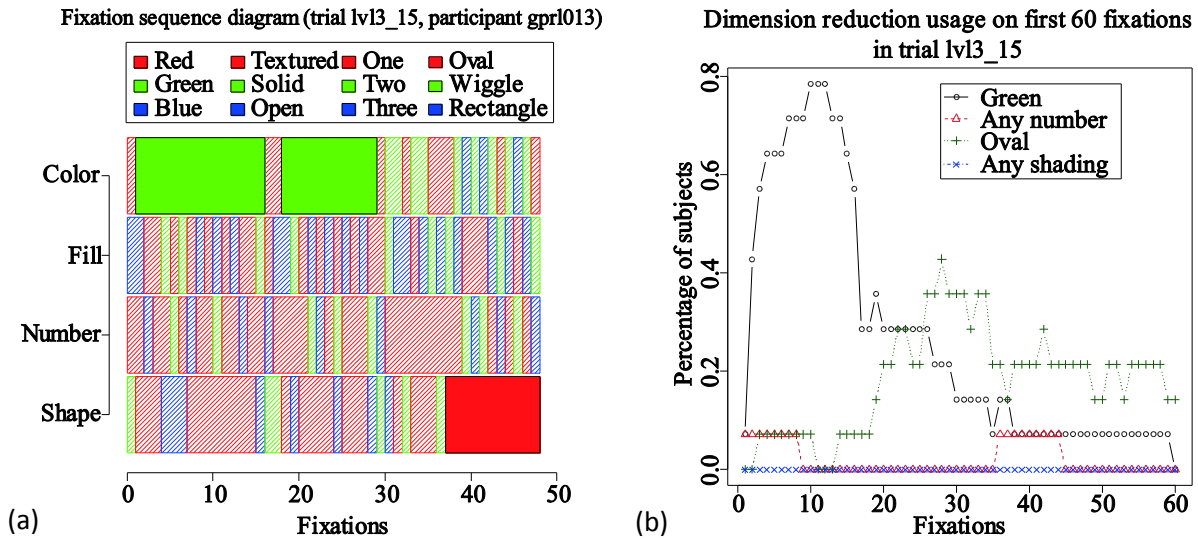 Fixation sequence diagram (trial lvl3_15, participant gprl013)
Red Textured One Oval
Green Solid Two Wiggle
Blue Open Three Rectangle
Color
Fill
Number
Shape
0 10 20 30 40 50
Fixations
(a)
Dimension reduction usage on first 60 fixations
in trial lvl3_15
Percentage of subjects
0.8
0.6
0.4
0.2
0.0
Green
Any number
Oval
Any shading
0 10 20 30 40 50 60
Fixations
(b)